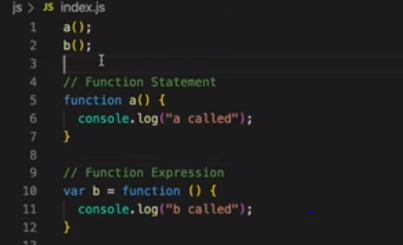 js > JS index.js
1 a();
2 b();
3
4 // Function Statement
5 function a() {
6 console.log("a called");
7 }
8
9 // Function Expression
10 var b = function () {
11 console.log("b called");
12 }